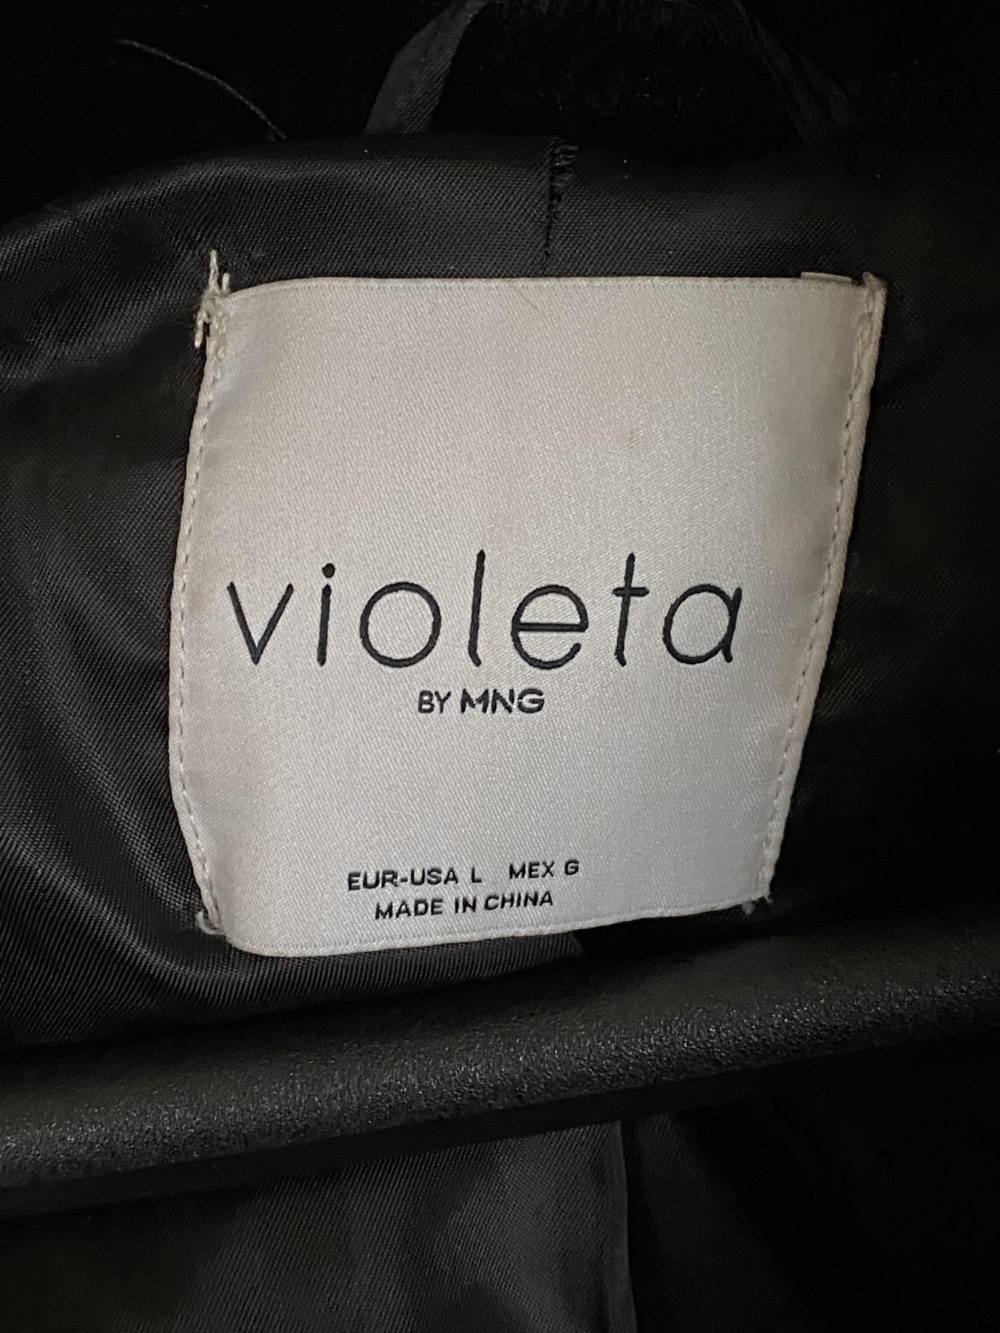 violeta
BY MNG
EUR-USA L MEX G
MADE IN CHINA